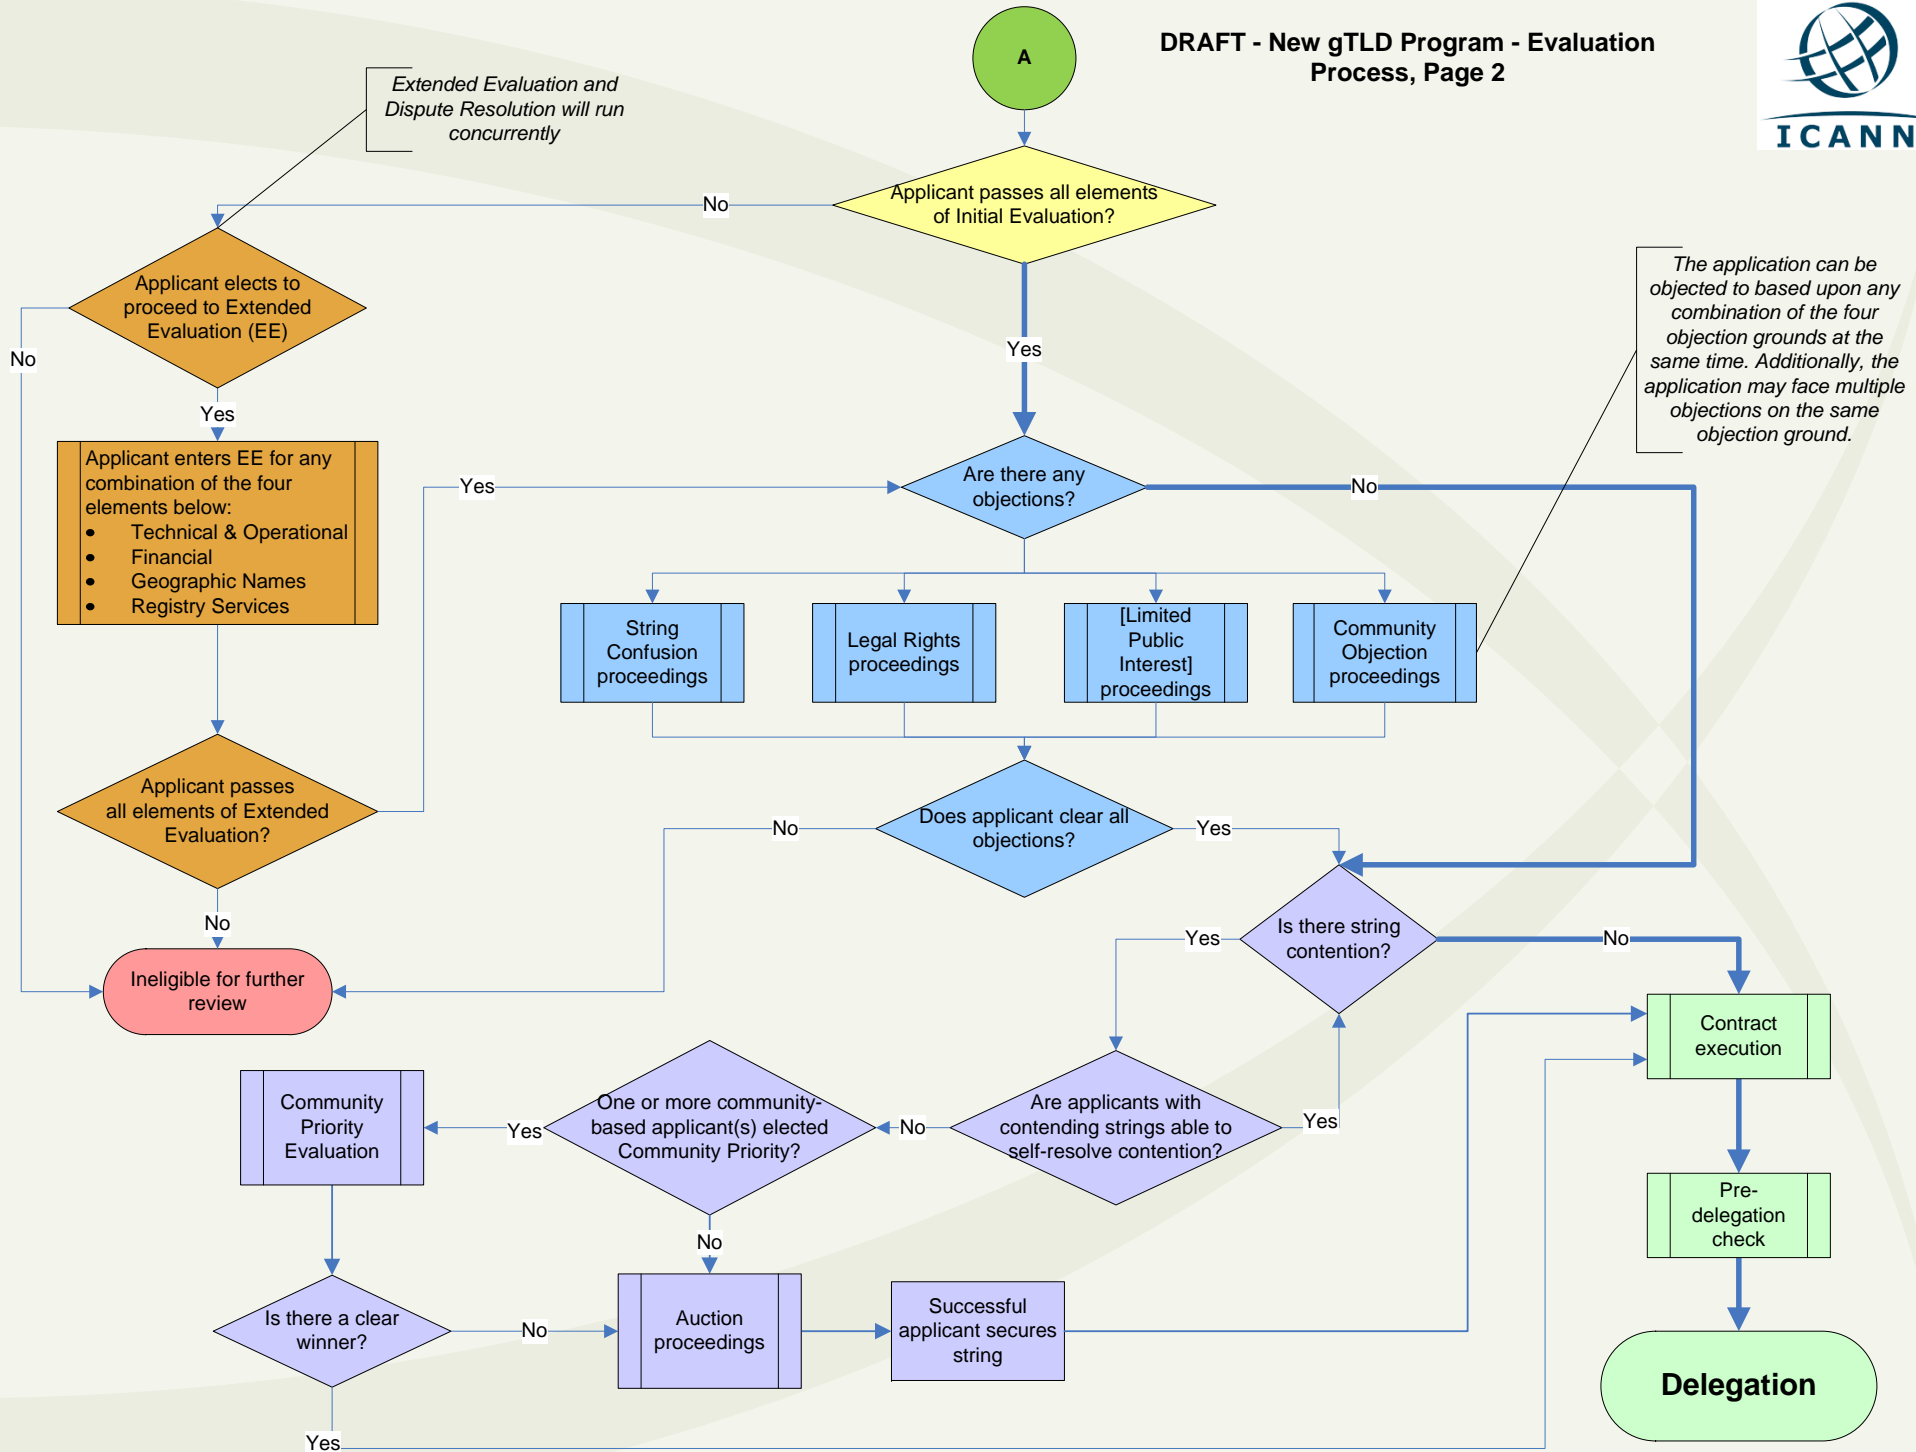 A
DRAFT - New gTLD Program - Evaluation
Process, Page 2
ICANN
Extended Evaluation and
Dispute Resolution will run
concurrently
Applicant passes all elements
of Initial Evaluation?
No
Yes
Applicant elects to
proceed to Extended
Evaluation (EE)
No
Yes
The application can be
objected to based upon any
combination of the four
objection grounds at the
same time. Additionally, the
application may face multiple
objections on the same
objection ground.
Applicant enters EE for any
combination of the four
elements below:
• Technical & Operational
• Financial
• Geographic Names
• Registry Services
Yes
Are there any
objections?
No
String
Confusion
proceedings
Legal Rights
proceedings
[Limited
Public
Interest]
proceedings
Community
Objection
proceedings
Applicant passes
all elements of Extended
Evaluation?
No
Does applicant clear all
objections?
No
Yes
Ineligible for further
review
Is there string
contention?
Yes
No
Contract
execution
Community
Priority
Evaluation
Yes
One or more community-
based applicant(s) elected
Community Priority?
No
Are applicants with
contending strings able to
self-resolve contention?
Yes
No
Pre-
delegation
check
Is there a clear
winner?
No
Auction
proceedings
Successful
applicant secures
string
Delegation
Yes